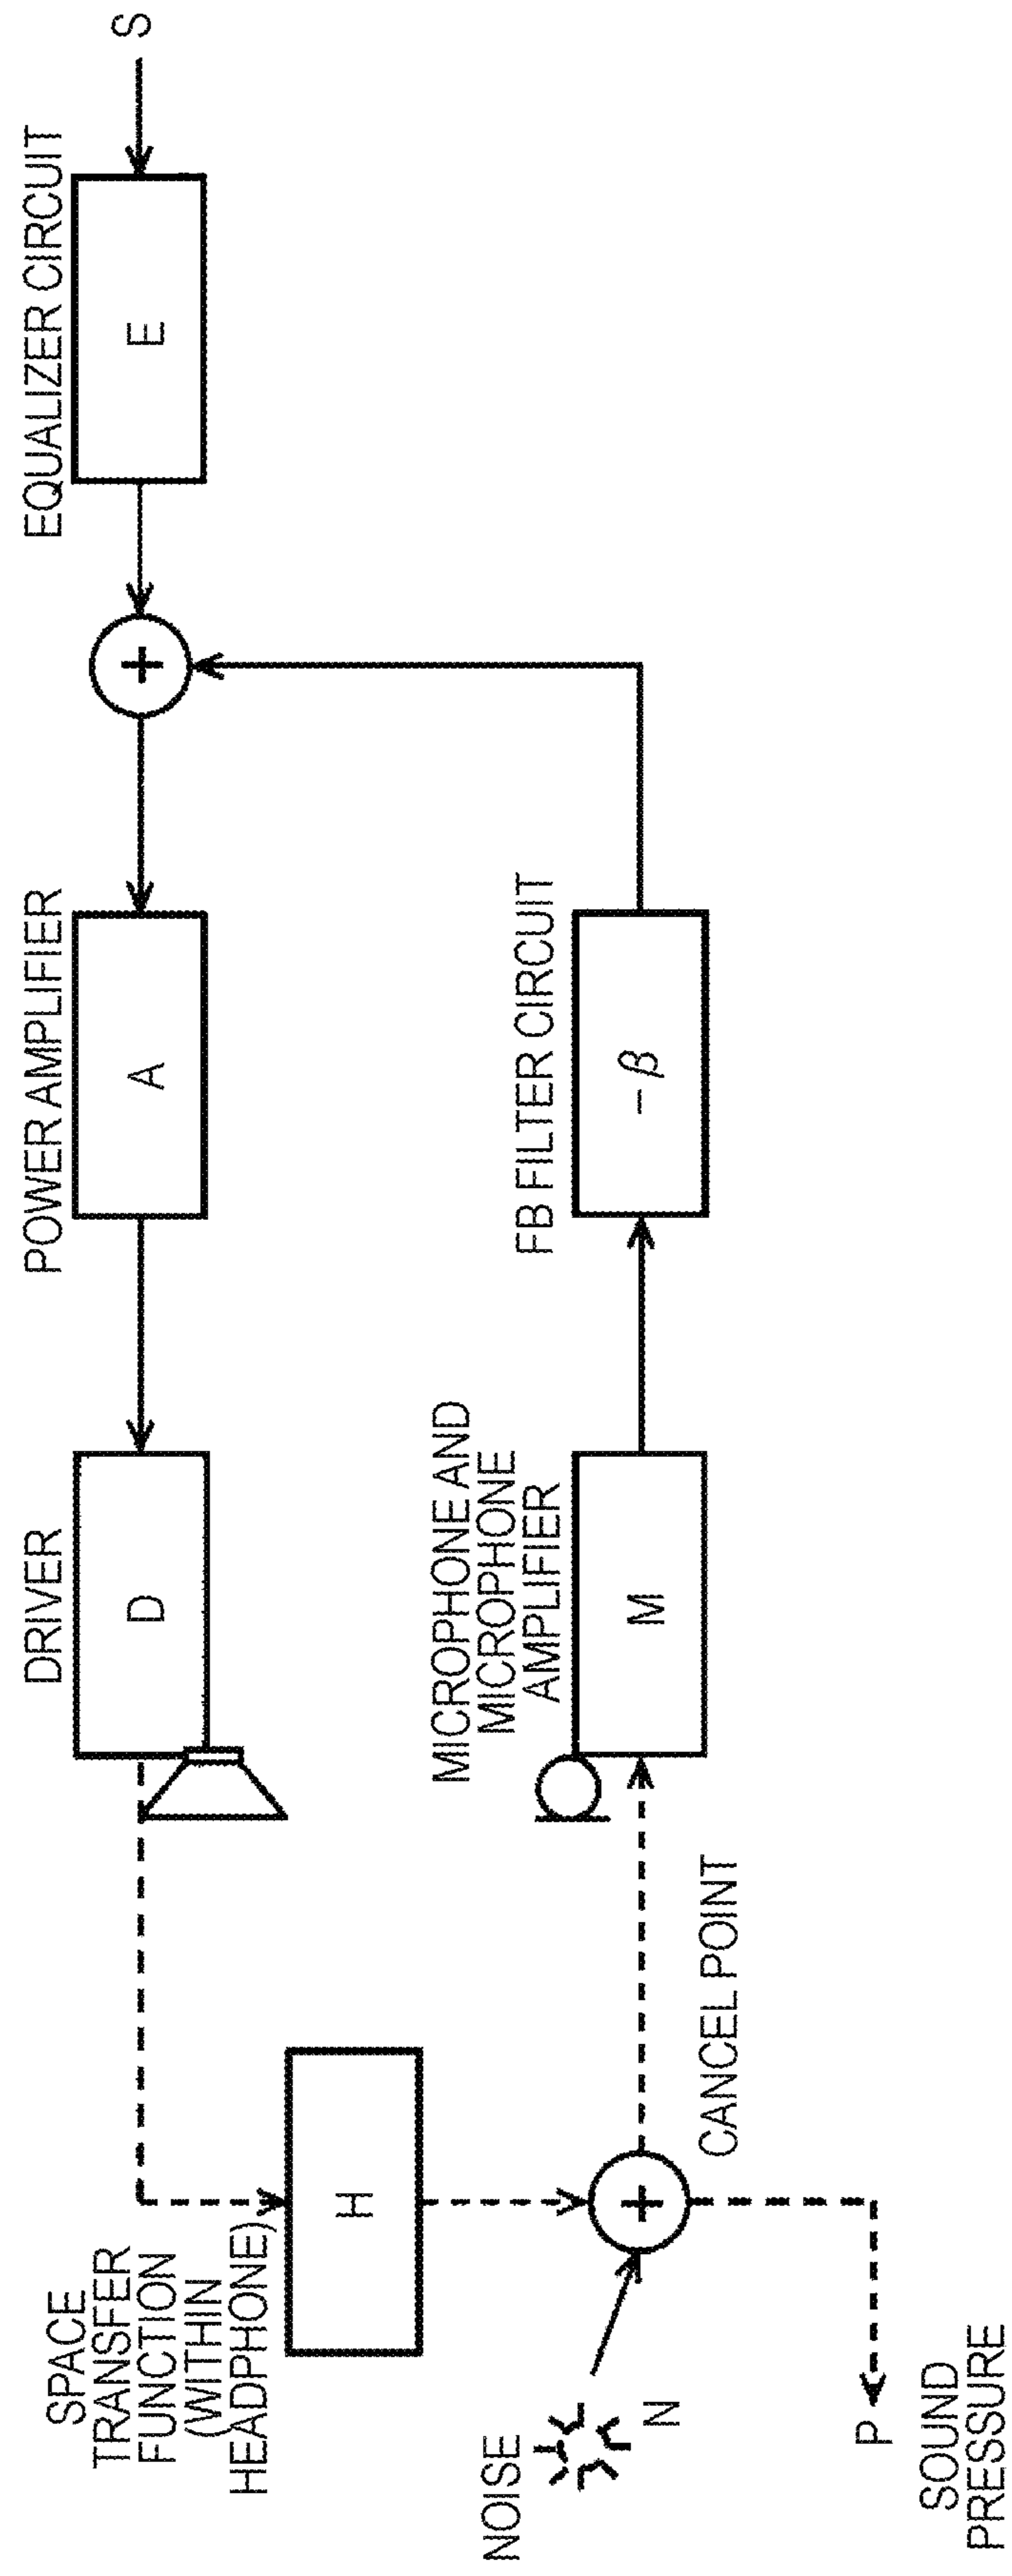 SPACE
TRANSFER
FUNCTION
(WITHIN
HEADPHONE)
DRIVER
POWER AMPLIFIER
EQUALIZER CIRCUIT
D
A
+
E
S
H
MICROPHONE AND
MICROPHONE
AMPLIFIER
FB FILTER CIRCUIT
NOISE
N
+
M
-β
CANCEL POINT
P
SOUND
PRESSURE